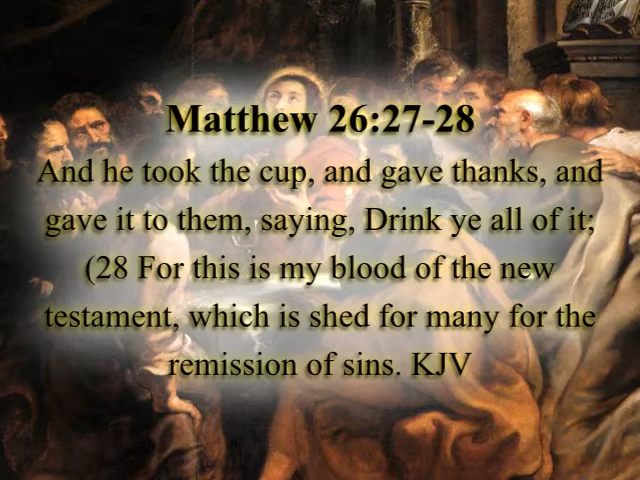 Matthew 26:27-28
And he took the cup, and gave thanks, and
gave it to them, saying, Drink ye all of it;
(28 For this is my blood of the new
testament, which is shed for many for the
remission of sins. KJV